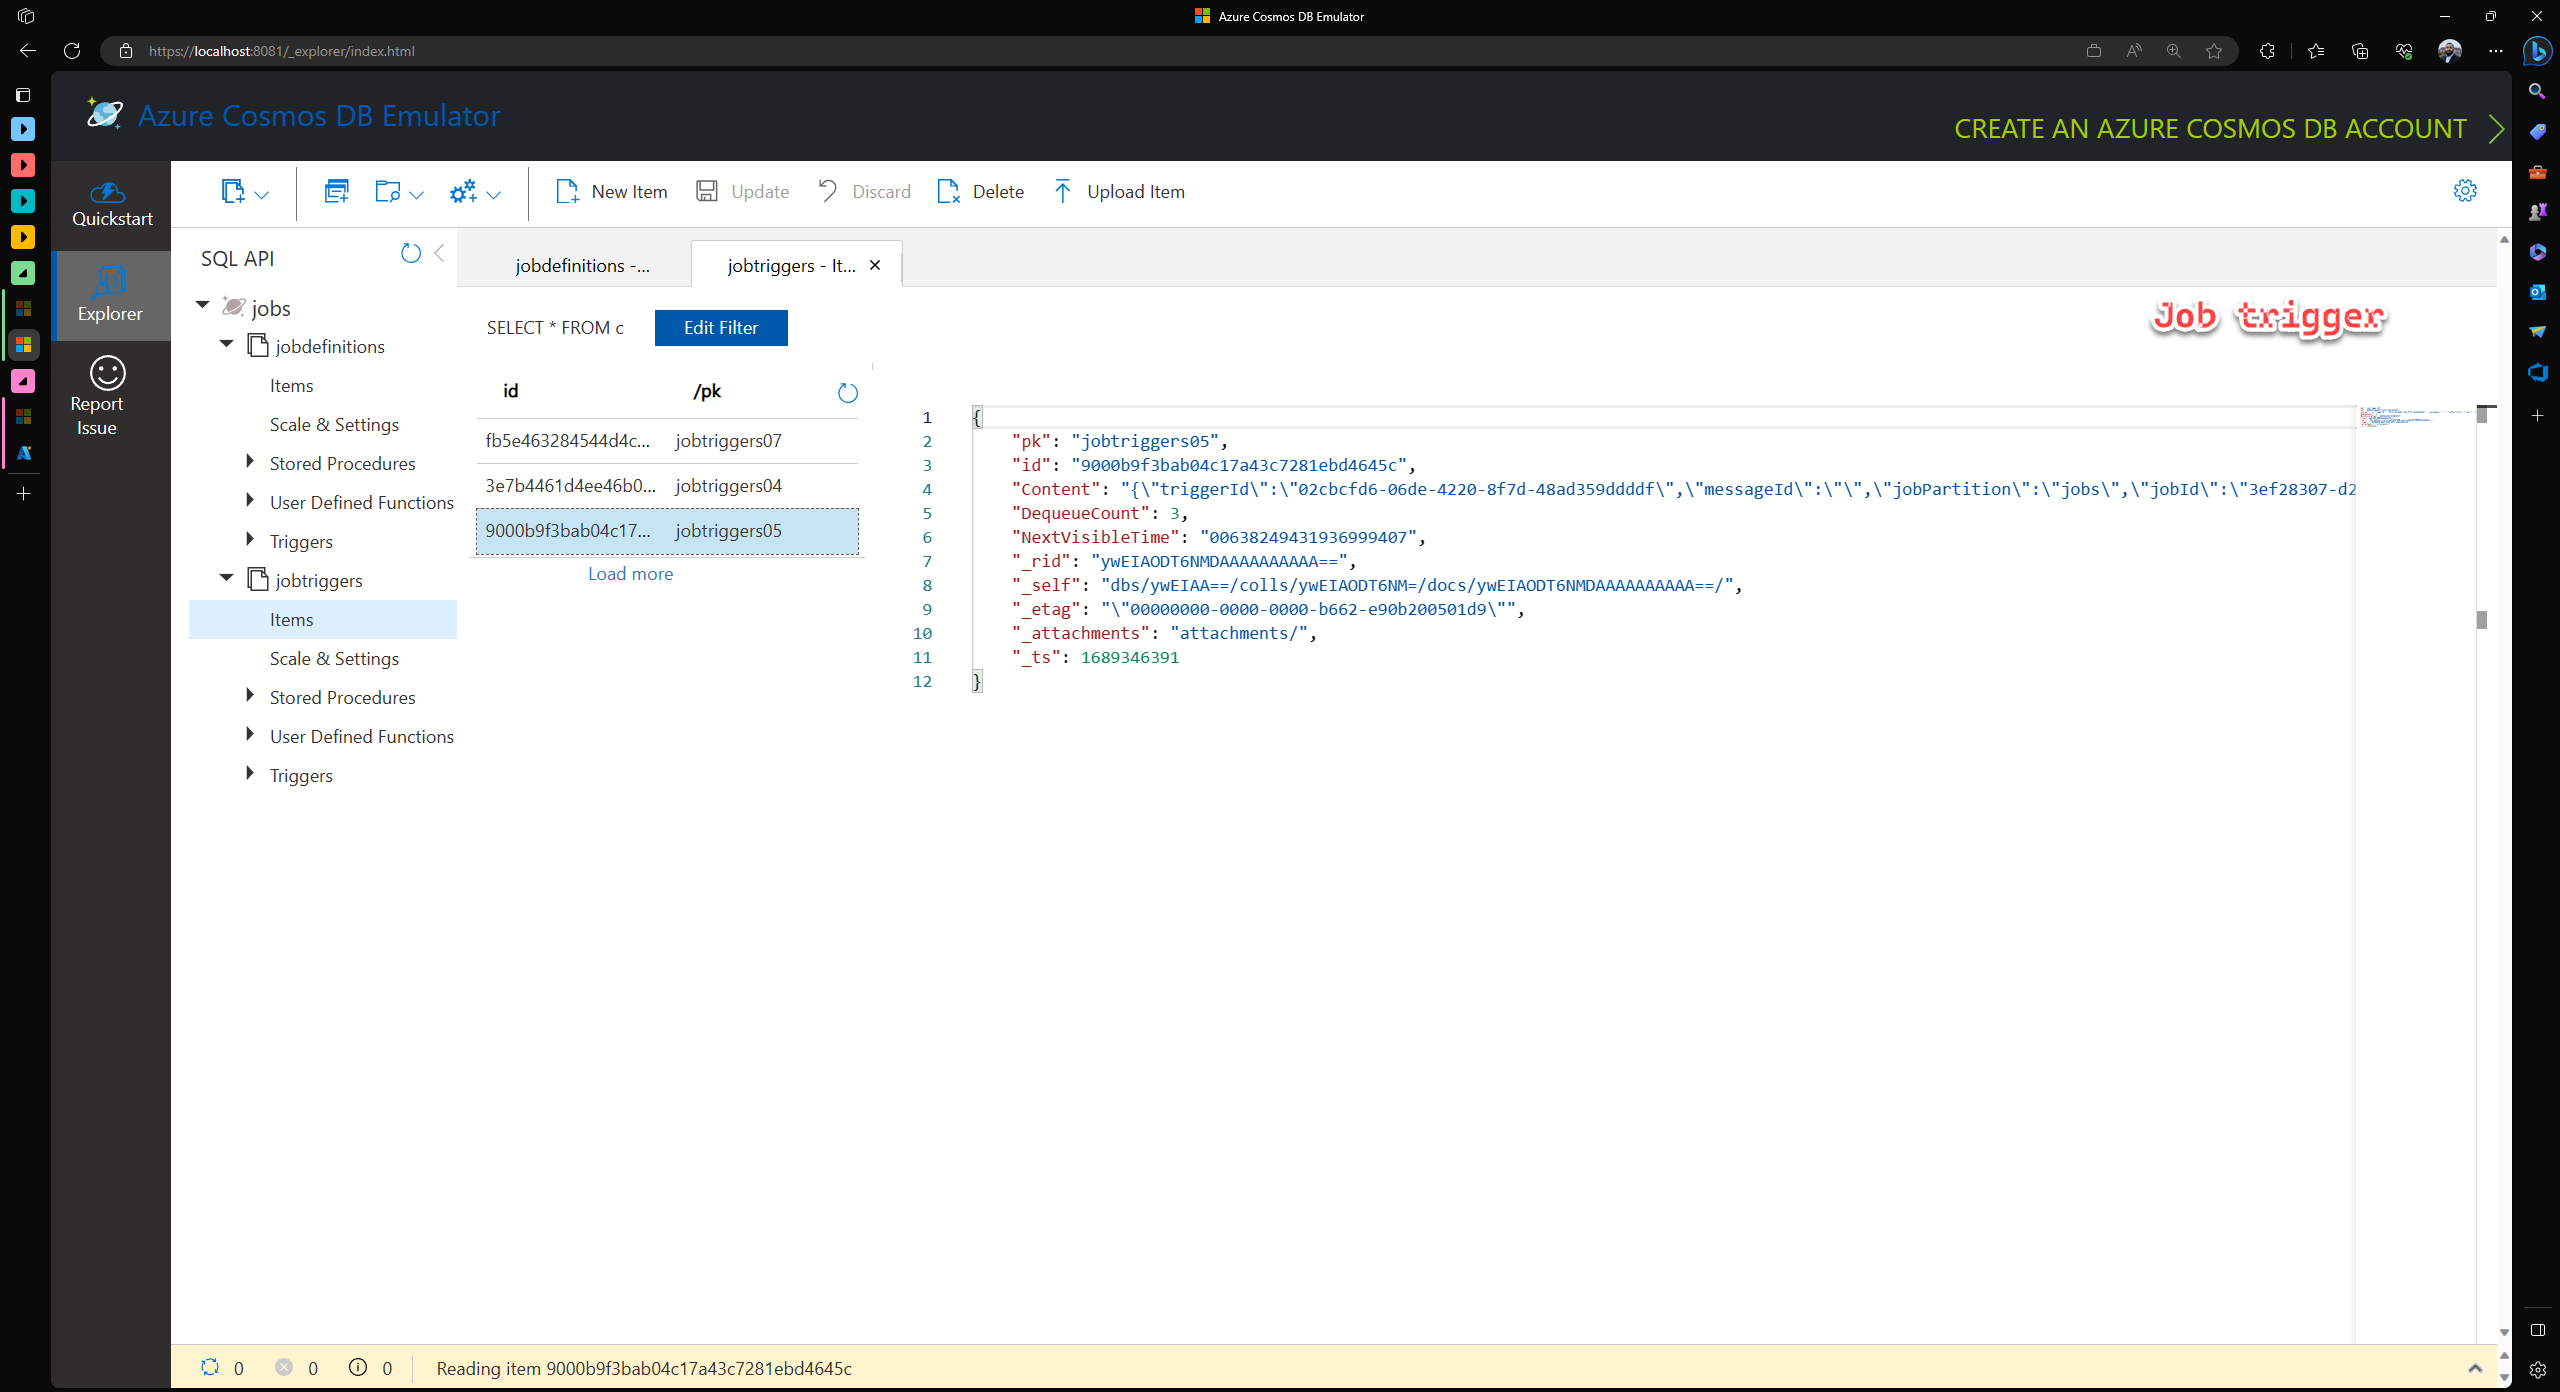 Azure Cosmos DB Emulator
https://localhost:8081/_explorer/index.html
Azure Cosmos DB Emulator
CREATE AN AZURE COSMOS DB ACCOUNT
Quickstart
Explorer
Report
Issue
New Item
Update
Discard
Delete
Upload Item
SQL API
jobs
jobdefinitions
Items
Scale & Settings
Stored Procedures
User Defined Functions
Triggers
jobtriggers
Items
Scale & Settings
Stored Procedures
User Defined Functions
Triggers
jobdefinitions -...
jobtriggers - It...
SELECT * FROM c
Edit Filter
Job trigger
id /pk
fb5e463284544d4c... jobtriggers07
3e7b4461d4ee46b0... jobtriggers04
9000b9f3bab04c17... jobtriggers05
Load more
1 {
2 "pk": "jobtriggers05",
3 "id": "9000b9f3bab04c17a43c7281ebd4645c",
4 "Content": "{\"triggerId\":\"02cbcfd6-06de-4220-8f7d-48ad359ddddf\",\"messageId\":\"\",\"jobPartition\":\"jobs\",\"jobId\":\"3ef28307-d2
5 "DequeueCount": 3,
6 "NextVisibleTime": "00638249431936999407",
7 "_rid": "ywEIAODT6NMDAAAAAAAAAA==",
8 "_self": "dbs/ywEIAA==/colls/ywEIAODT6NM=/docs/ywEIAODT6NMDAAAAAAAAAA==/",
9 "_etag": "\"00000000-0000-0000-b662-e90b200501d9\"",
10 "_attachments": "attachments/",
11 "_ts": 1689346391
12 }
0 0 0 Reading item 9000b9f3bab04c17a43c7281ebd4645c